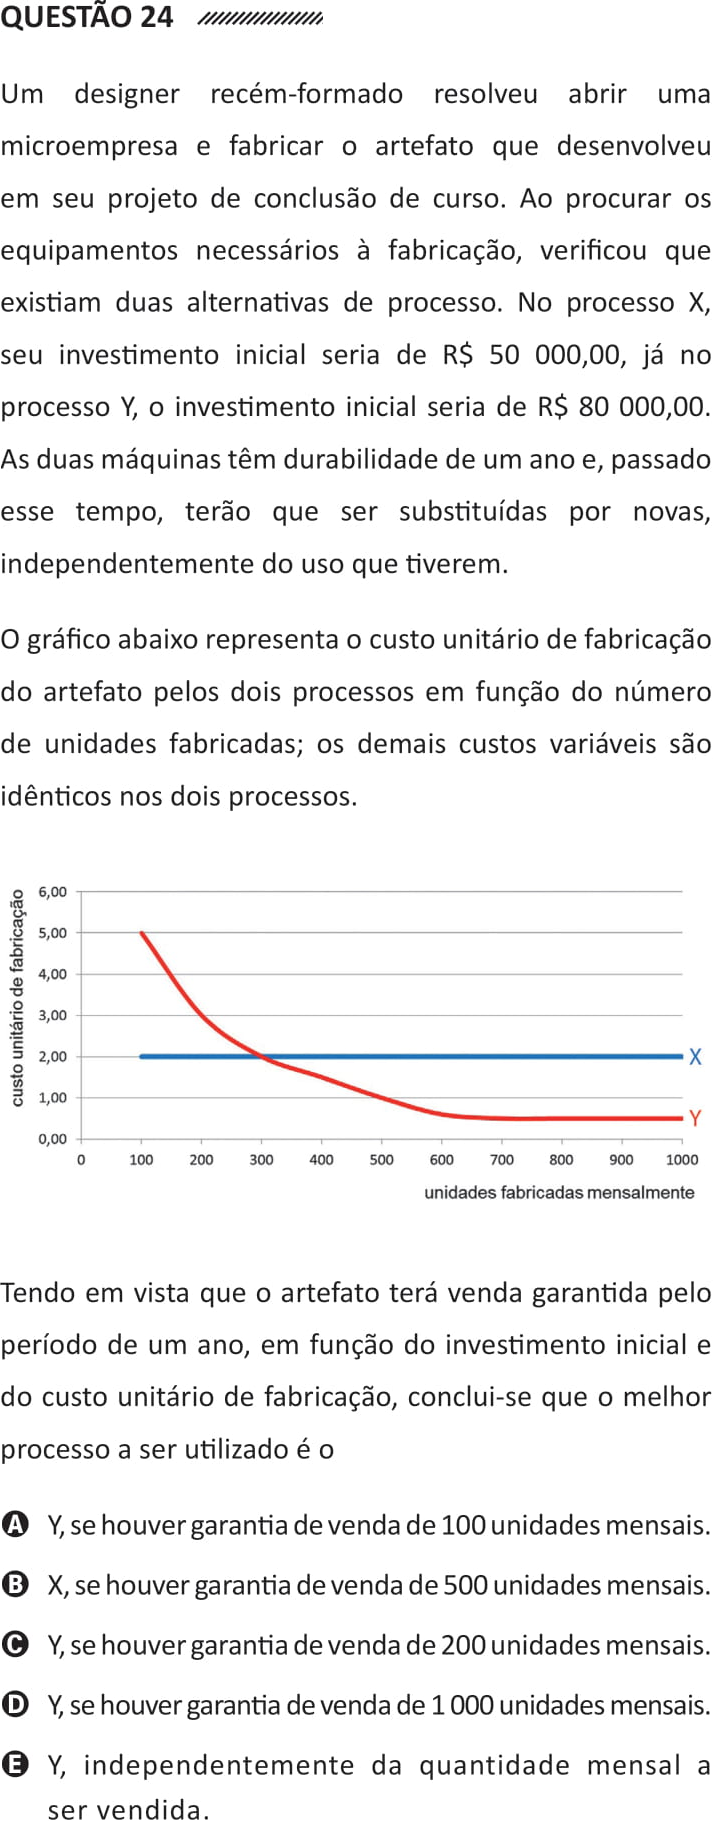 QUESTÃO 24
Um designer recém-formado resolveu abrir uma
microempresa e fabricar o artefato que desenvolveu
em seu projeto de conclusão de curso. Ao procurar os
equipamentos necessários à fabricação, verificou que
existiam duas alternativas de processo. No processo X,
seu investimento inicial seria de R$ 50 000,00, já no
processo Y, o investimento inicial seria de R$ 80 000,00.
As duas máquinas têm durabilidade de um ano e, passado
esse tempo, terão que ser substituídas por novas,
independentemente do uso que tiverem.
O gráfico abaixo representa o custo unitário de fabricação
do artefato pelos dois processos em função do número
de unidades fabricadas; os demais custos variáveis são
idênticos nos dois processos.
custo unitário de fabricação
6,00
5,00
4,00
3,00
2,00
1,00
0,00
X
Y
0 100 200 300 400 500 600 700 800 900 1000
unidades fabricadas mensalmente
Tendo em vista que o artefato terá venda garantida pelo
período de um ano, em função do investimento inicial e
do custo unitário de fabricação, conclui-se que o melhor
processo a ser utilizado é o
A Y, se houver garantia de venda de 100 unidades mensais.
B X, se houver garantia de venda de 500 unidades mensais.
C Y, se houver garantia de venda de 200 unidades mensais.
D Y, se houver garantia de venda de 1 000 unidades mensais.
E Y, independentemente da quantidade mensal a
ser vendida.